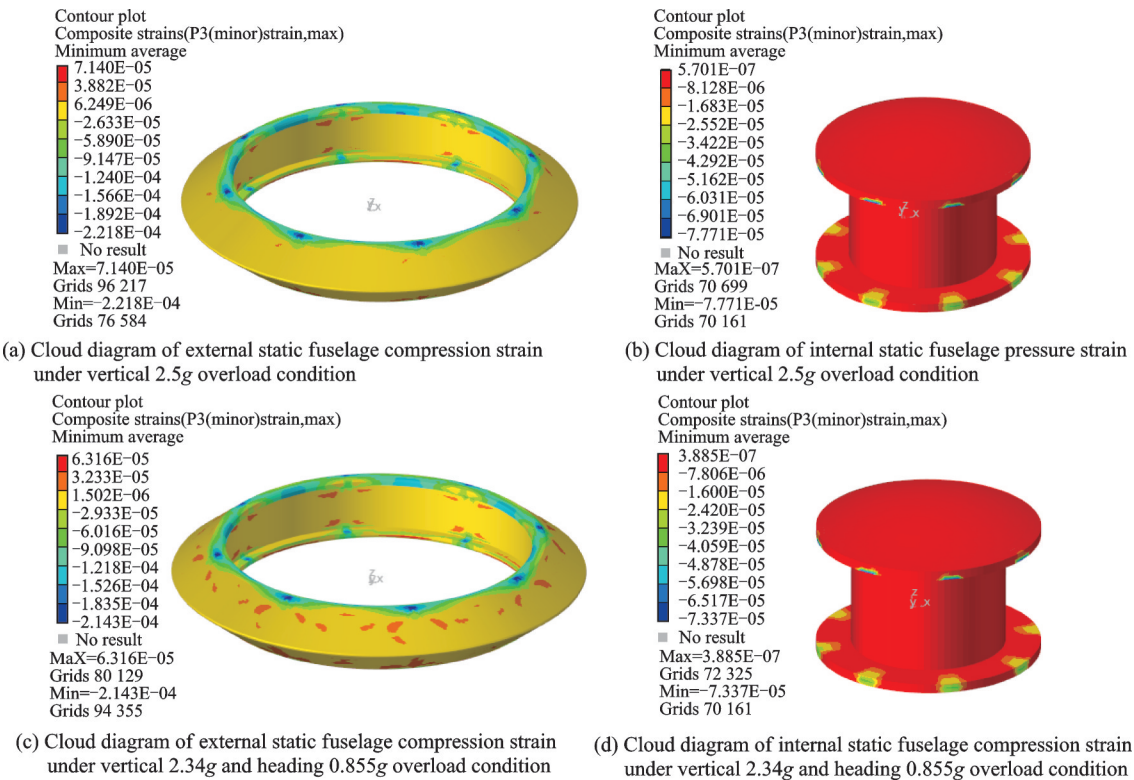 Contour plot
Composite strains(P3(minor)strain,max)
Minimum average
7.140E−05
3.882E−05
6.249E−06
−2.633E−05
−5.890E−05
−9.147E−05
−1.240E−04
−1.566E−04
−1.892E−04
−2.218E−04
No result
Max=7.140E−05
Grids 96 217
Min=−2.218E−04
Grids 76 584
(a) Cloud diagram of external static fuselage compression strain
under vertical 2.5g overload condition
Contour plot
Composite strains(P3(minor)strain,max)
Minimum average
5.701E−07
−8.128E−06
−1.683E−05
−2.552E−05
−3.422E−05
−4.292E−05
−5.162E−05
−6.031E−05
−6.901E−05
−7.771E−05
No result
MaX=5.701E−07
Grids 70 699
Min=−7.771E−05
Grids 70 161
z
y x
(b) Cloud diagram of internal static fuselage pressure strain
under vertical 2.5g overload condition
Contour plot
Composite strains(P3(minor)strain,max)
Minimum average
6.316E−05
3.233E−05
1.502E−06
−2.933E−05
−6.016E−05
−9.098E−05
−1.218E−04
−1.526E−04
−1.835E−04
−2.143E−04
No result
MaX=6.316E−05
Grids 80 129
Min=−2.143E−04
Grids 94 355
(c) Cloud diagram of external static fuselage compression strain
under vertical 2.34g and heading 0.855g overload condition
Contour plot
Composite strains(P3(minor)strain,max)
Minimum average
3.885E−07
−7.806E−06
−1.600E−05
−2.420E−05
−3.239E−05
−4.059E−05
−4.878E−05
−5.698E−05
−6.517E−05
−7.337E−05
No result
Max=3.885E−07
Grids 72 325
Min=−7.337E−05
Grids 70 161
z
y x
(d) Cloud diagram of internal static fuselage compression strain
under vertical 2.34g and heading 0.855g overload condition